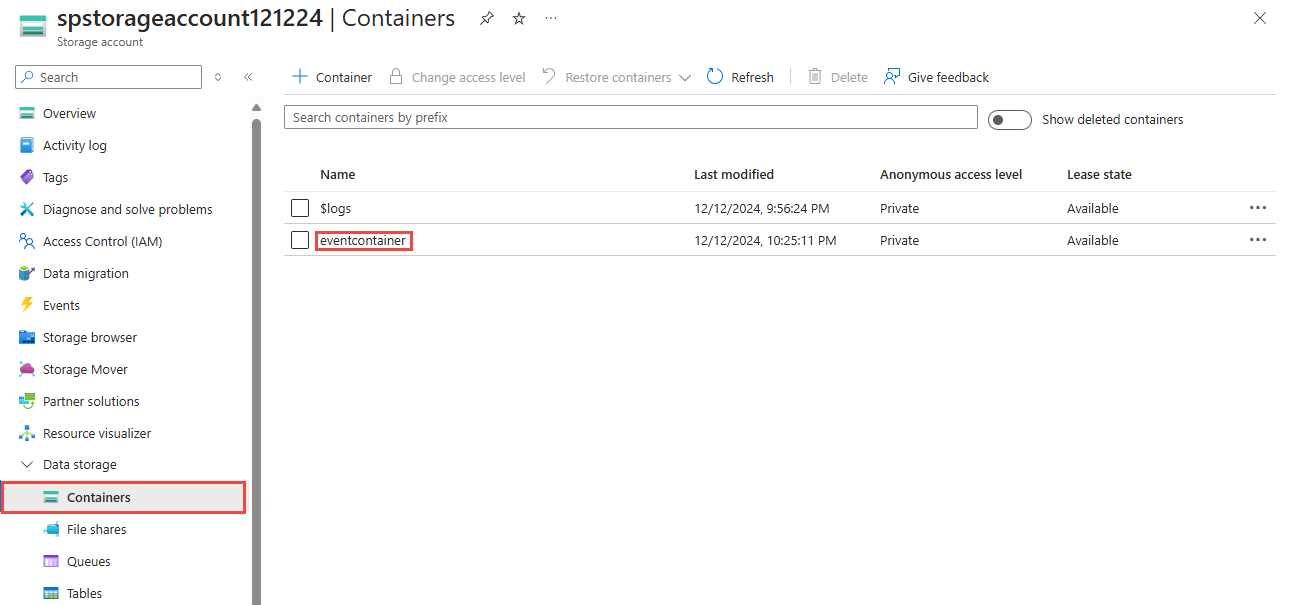 spstorageaccount121224 | Containers
Storage account
Search
Overview
Activity log
Tags
Diagnose and solve problems
Access Control (IAM)
Data migration
Events
Storage browser
Storage Mover
Partner solutions
Resource visualizer
Data storage
Containers
File shares
Queues
Tables
Container Change access level Restore containers Refresh Delete Give feedback
Search containers by prefix Show deleted containers
Name Last modified Anonymous access level Lease state
$logs 12/12/2024, 9:56:24 PM Private Available
eventcontainer 12/12/2024, 10:25:11 PM Private Available